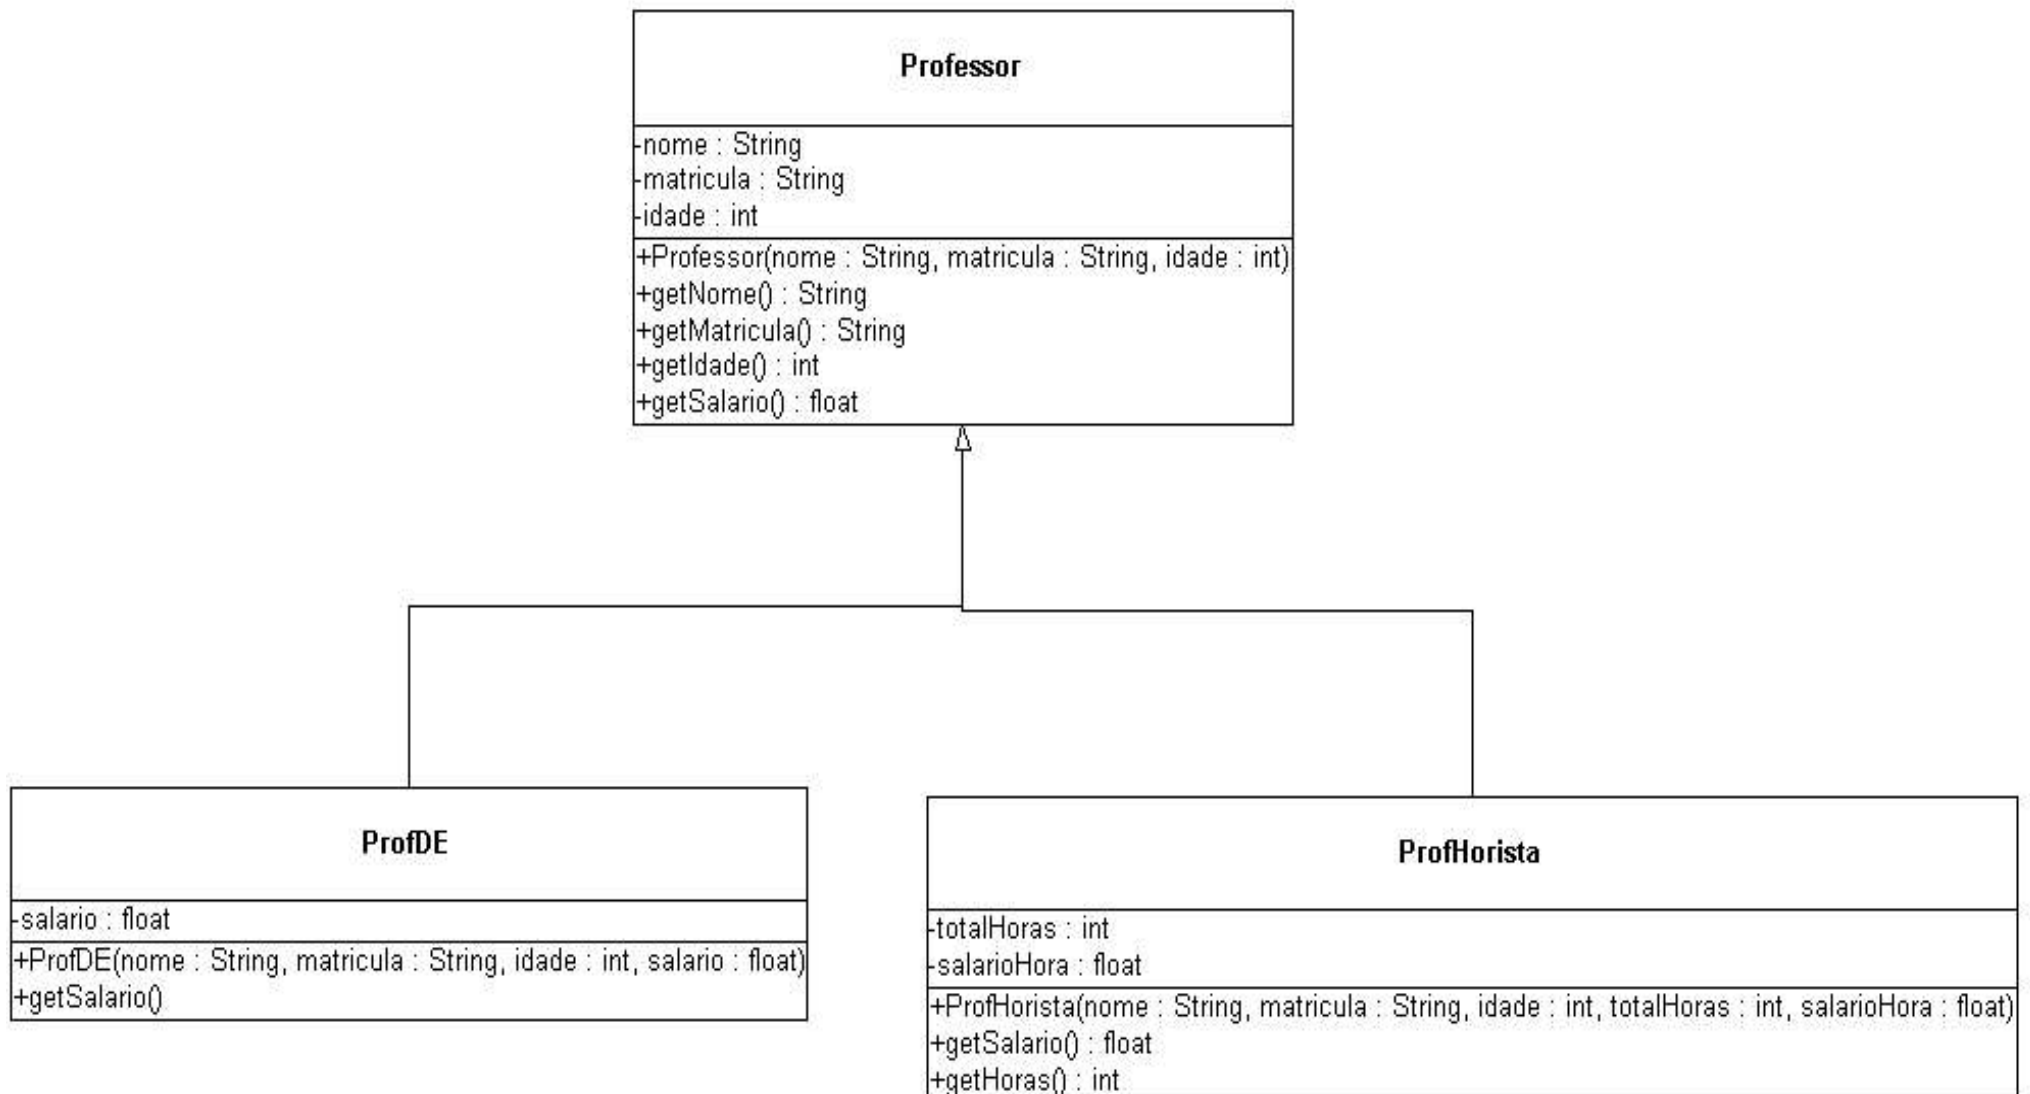 Professor
-nome : String
-matricula : String
-idade : int
+Professor(nome : String, matricula : String, idade : int)
+getNome() : String
+getMatricula() : String
+getIdade() : int
+getSalario() : float
ProfDE
-salario : float
+ProfDE(nome : String, matricula : String, idade : int, salario : float)
+getSalario()
ProfHorista
-totalHoras : int
-salarioHora : float
+ProfHorista(nome : String, matricula : String, idade : int, totalHoras : int, salarioHora : float)
+getSalario() : float
+getHoras() : int